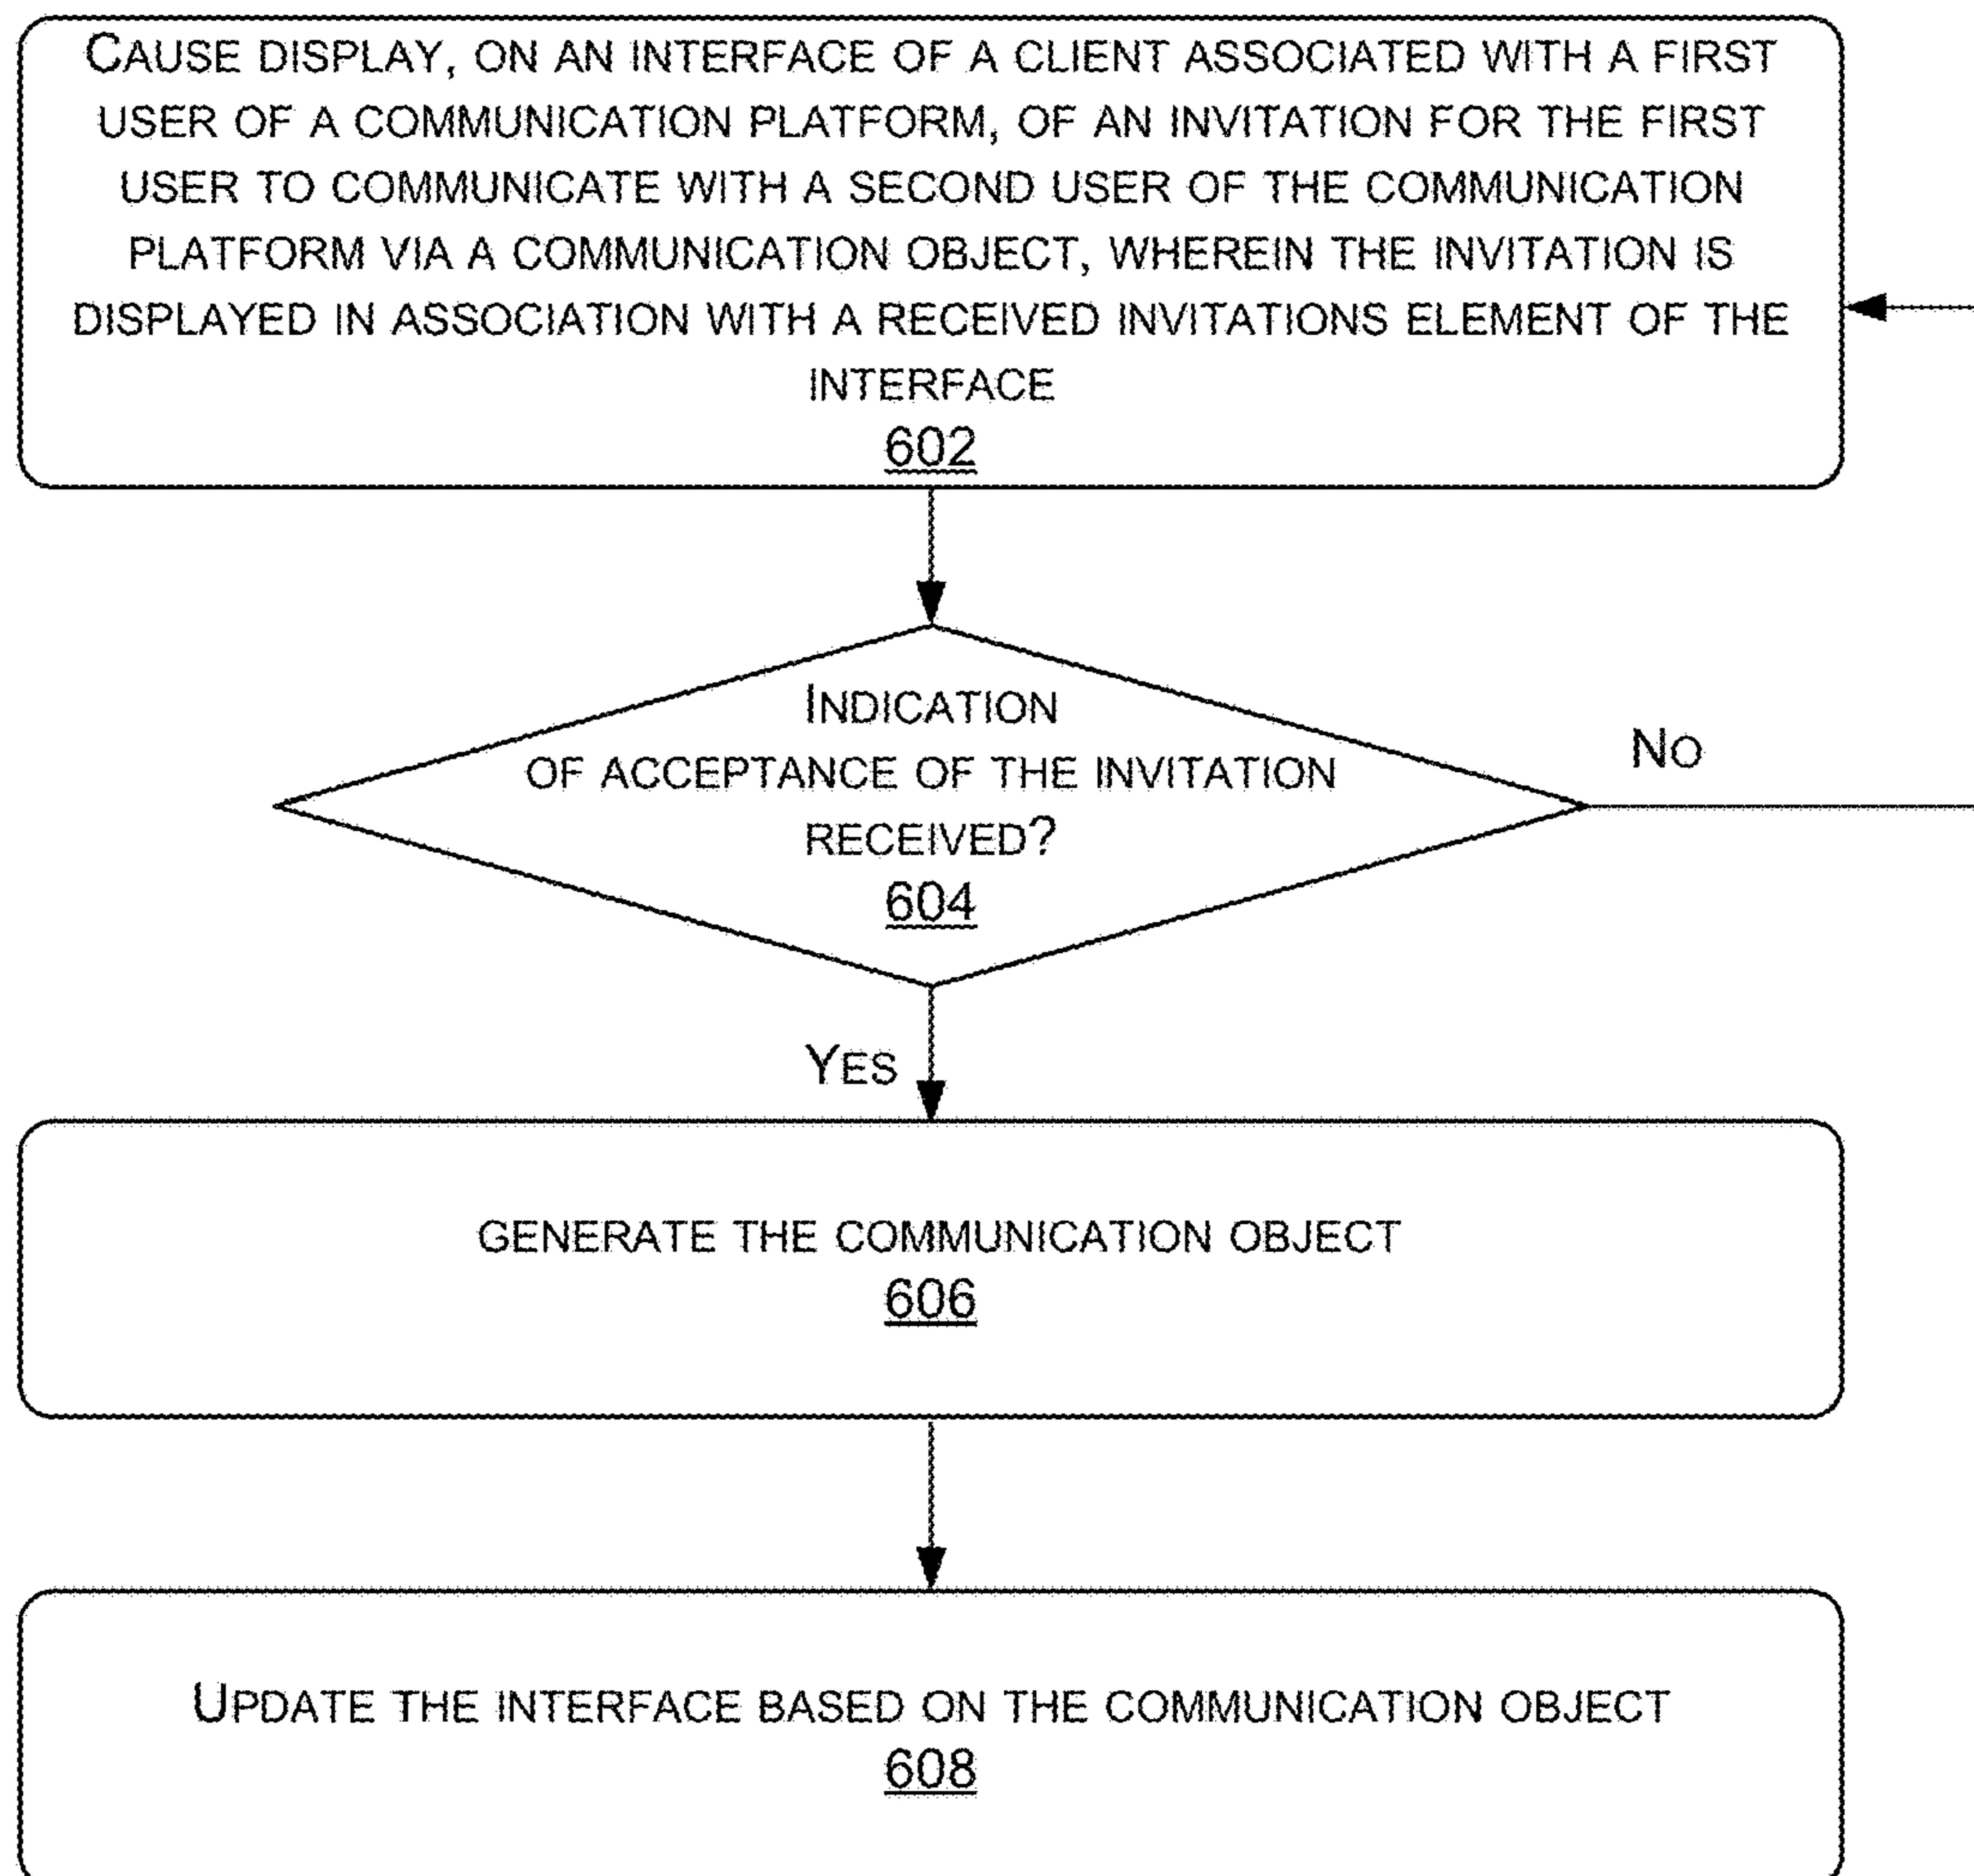 CAUSE DISPLAY, ON AN INTERFACE OF A CLIENT ASSOCIATED WITH A FIRST
USER OF A COMMUNICATION PLATFORM, OF AN INVITATION FOR THE FIRST
USER TO COMMUNICATE WITH A SECOND USER OF THE COMMUNICATION
PLATFORM VIA A COMMUNICATION OBJECT, WHEREIN THE INVITATION IS
DISPLAYED IN ASSOCIATION WITH A RECEIVED INVITATIONS ELEMENT OF THE
INTERFACE
602
INDICATION
OF ACCEPTANCE OF THE INVITATION
RECEIVED?
604
NO
YES
GENERATE THE COMMUNICATION OBJECT
606
UPDATE THE INTERFACE BASED ON THE COMMUNICATION OBJECT
608